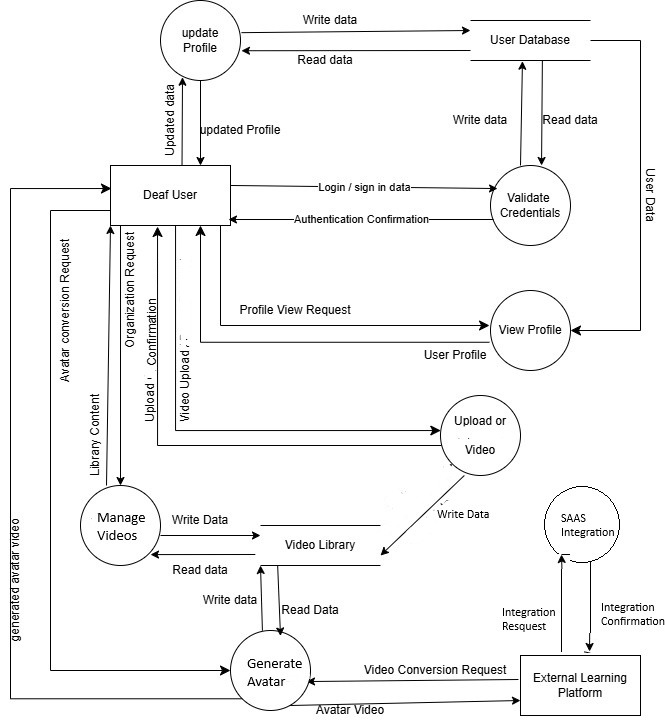 Write data
update
Profile
User Database
Read data
Updated data
updated Profile
Write data
Read data
User Data
Deaf User
Login / sign in data
Validate
Credentials
Authentication Confirmation
Avatar conversion Request
Organization Request
Upload
Confirmation
Video Upload
Profile View Request
View Profile
User Profile
Library Content
Upload or
Video
Write Data
Manage
Videos
Write Data
Video Library
Read data
SAAS
Integration
generated avatar video
Write data
Read Data
Integration
Resquest
Integration
Confirmation
Generate
Avatar
Video Conversion Request
External Learning
Platform
Avatar Video